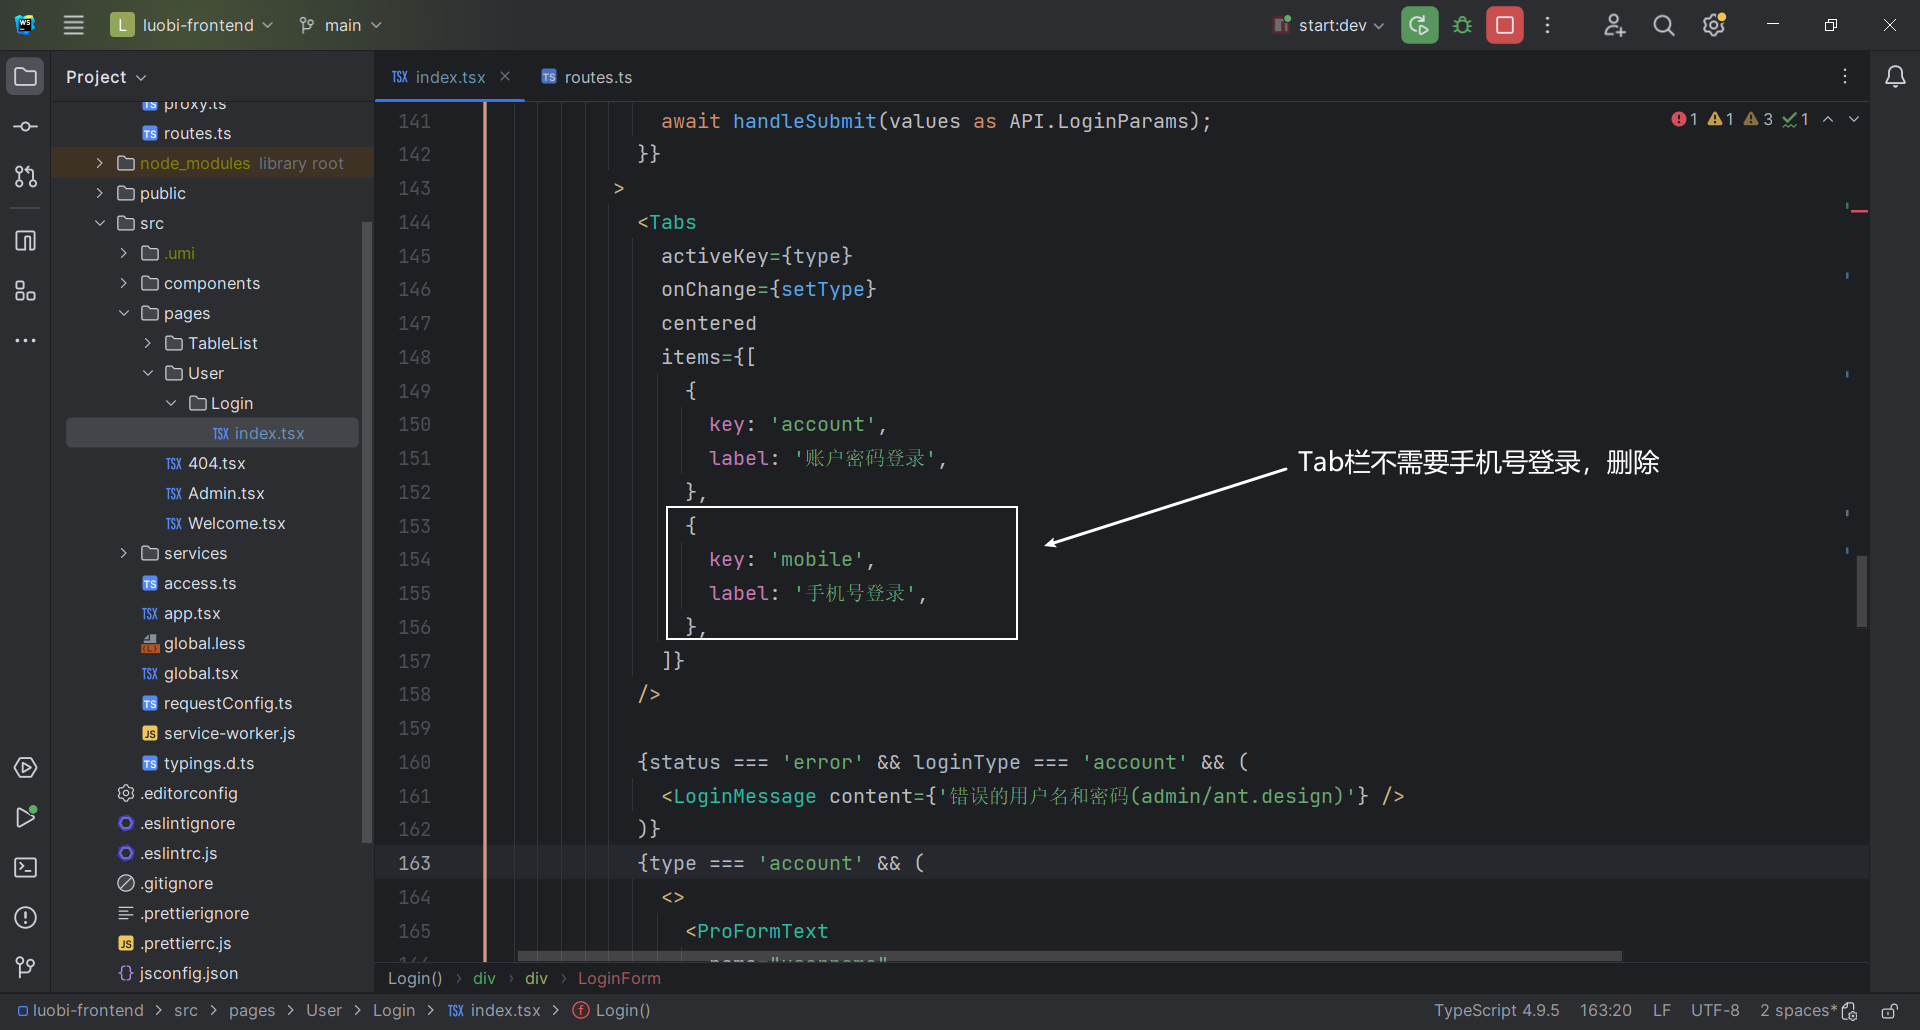 luobi-frontend
main
start:dev
Project
index.tsx
routes.ts
proxy.ts
routes.ts
node_modules library root
public
src
.umi
components
pages
TableList
User
Login
index.tsx
404.tsx
Admin.tsx
Welcome.tsx
services
access.ts
app.tsx
global.less
global.tsx
requestConfig.ts
service-worker.js
typings.d.ts
.editorconfig
.eslintignore
.eslintrc.js
.gitignore
.prettierignore
.prettierrc.js
jsconfig.json
1 1 3 1
141 await handleSubmit(values as API.LoginParams);
142 }}
143 >
144 <Tabs
145 activeKey={type}
146 onChange={setType}
147 centered
148 items={[
149 {
150 key: 'account',
151 label: '账户密码登录',
152 },
153 {
154 key: 'mobile',
155 label: '手机号登录',
156 },
157 ]}
158 />
159
160 {status === 'error' && loginType === 'account' && (
161 <LoginMessage content={'错误的用户名和密码(admin/ant.design)'} />
162 )}
163 {type === 'account' && (
164 <>
165 <ProFormText
Tab栏不需要手机号登录，删除
Login() › div › div › LoginForm
luobi-frontend > src > pages > User > Login > index.tsx > Login()
TypeScript 4.9.5 163:20 LF UTF-8 2 spaces*